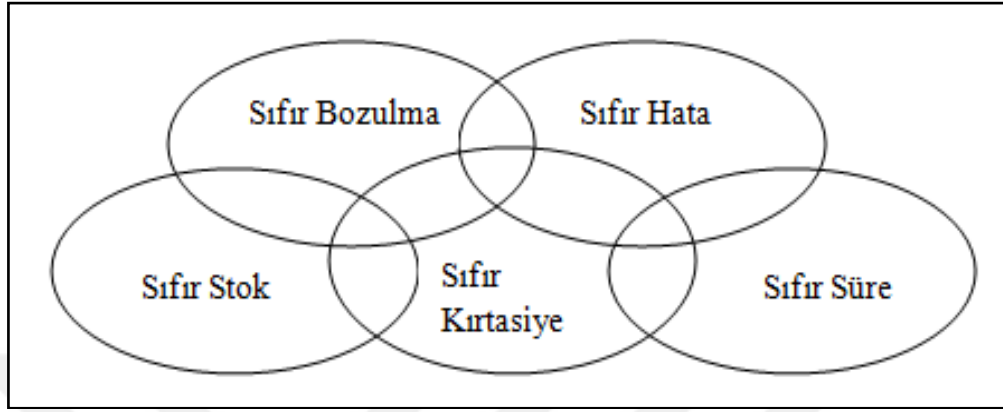 Sıfır Bozulma
Sıfır Hata
Sıfır Stok
Sıfır
Kırtasiye
Sıfır Süre